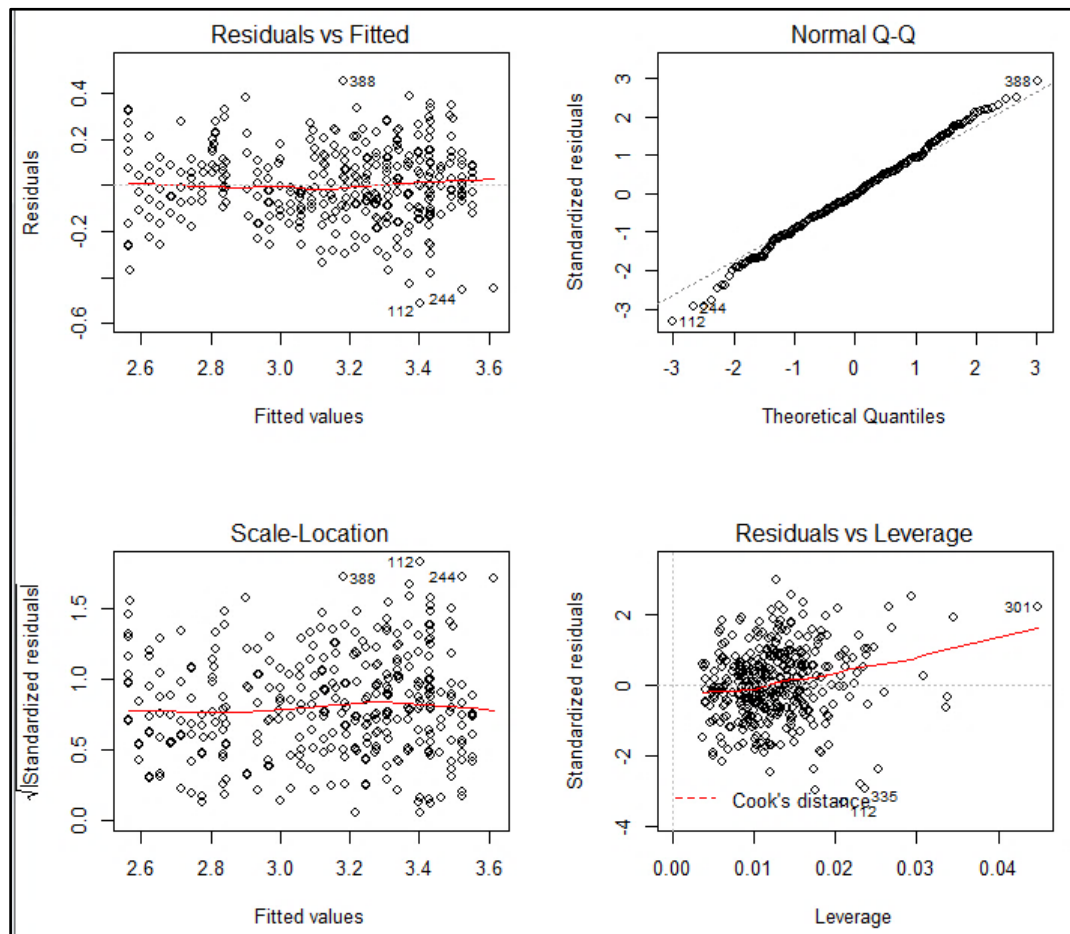 Residuals vs Fitted
Residuals
0.4
0.2
-0.2
-0.6
388
112
244
2.6 2.8 3.0 3.2 3.4 3.6
Fitted values
Normal Q-Q
Standardized residuals
3
2
1
0
-1
-2
-3
388
244
112
-3 -2 -1 0 1 2 3
Theoretical Quantiles
Scale-Location
√|Standardized residuals|
1.5
1.0
0.5
0.0
112
388
244
2.6 2.8 3.0 3.2 3.4 3.6
Fitted values
Residuals vs Leverage
Standardized residuals
2
0
-2
-4
301
335
112
Cook's distance
0.00 0.01 0.02 0.03 0.04
Leverage